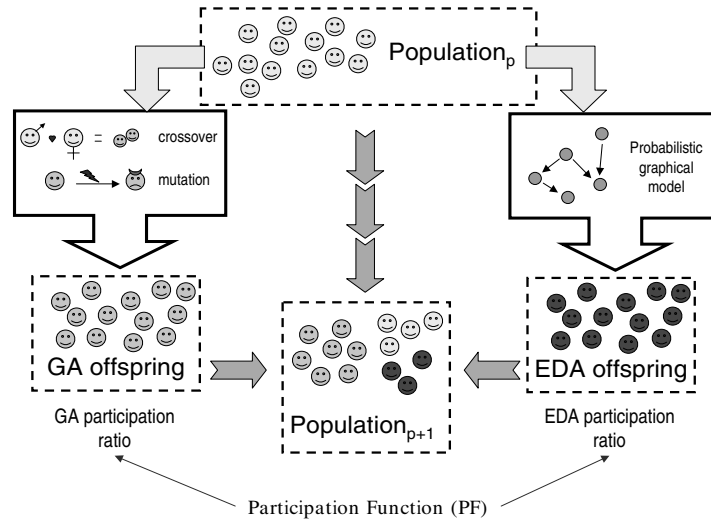 Population_p
crossover
mutation
Probabilistic
graphical
model
GA offspring
EDA offspring
Population_p+1
GA participation
ratio
EDA participation
ratio
Participation Function (PF)